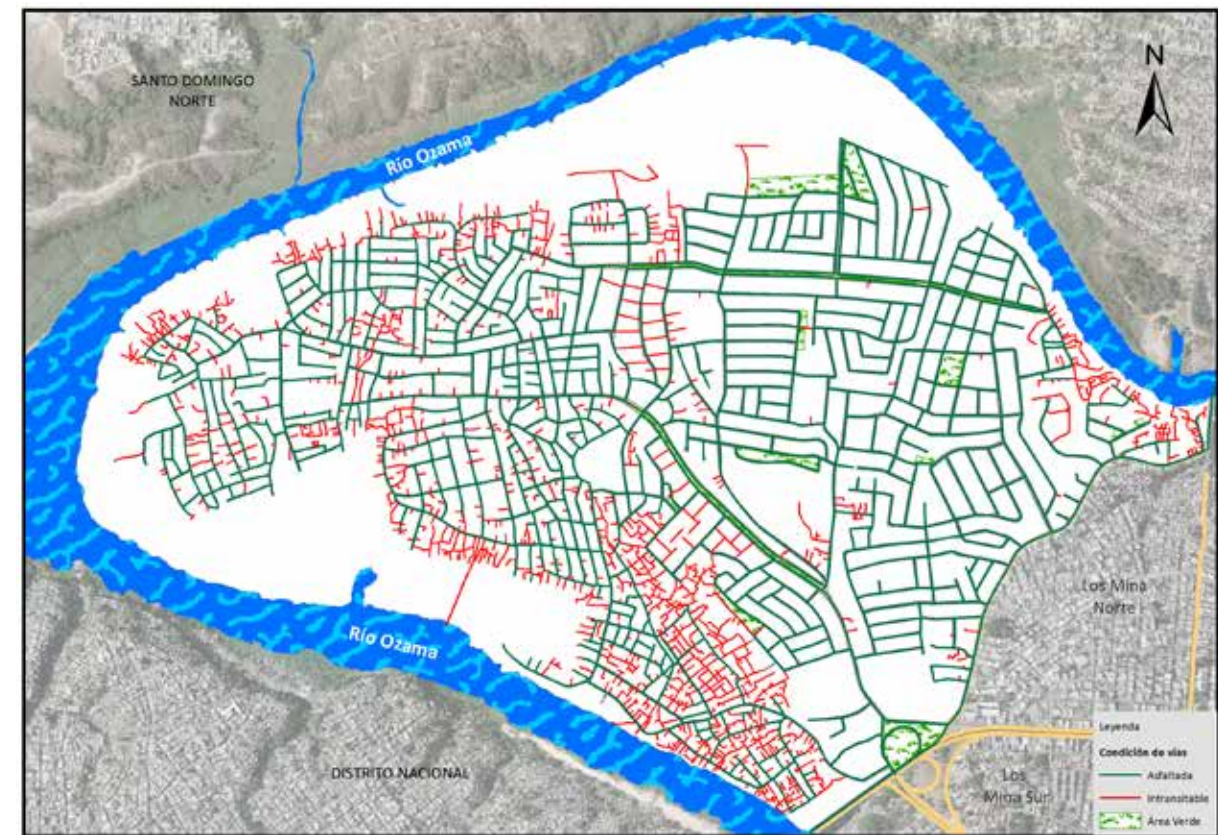 SANTO DOMINGO
NORTE
N
Río Ozama
Los Mina
Norte
Río Ozama
DISTRITO NACIONAL
Los
Mina Sur
Leyenda
Condición de vías
Asfaltada
Intransitable
Area Verde